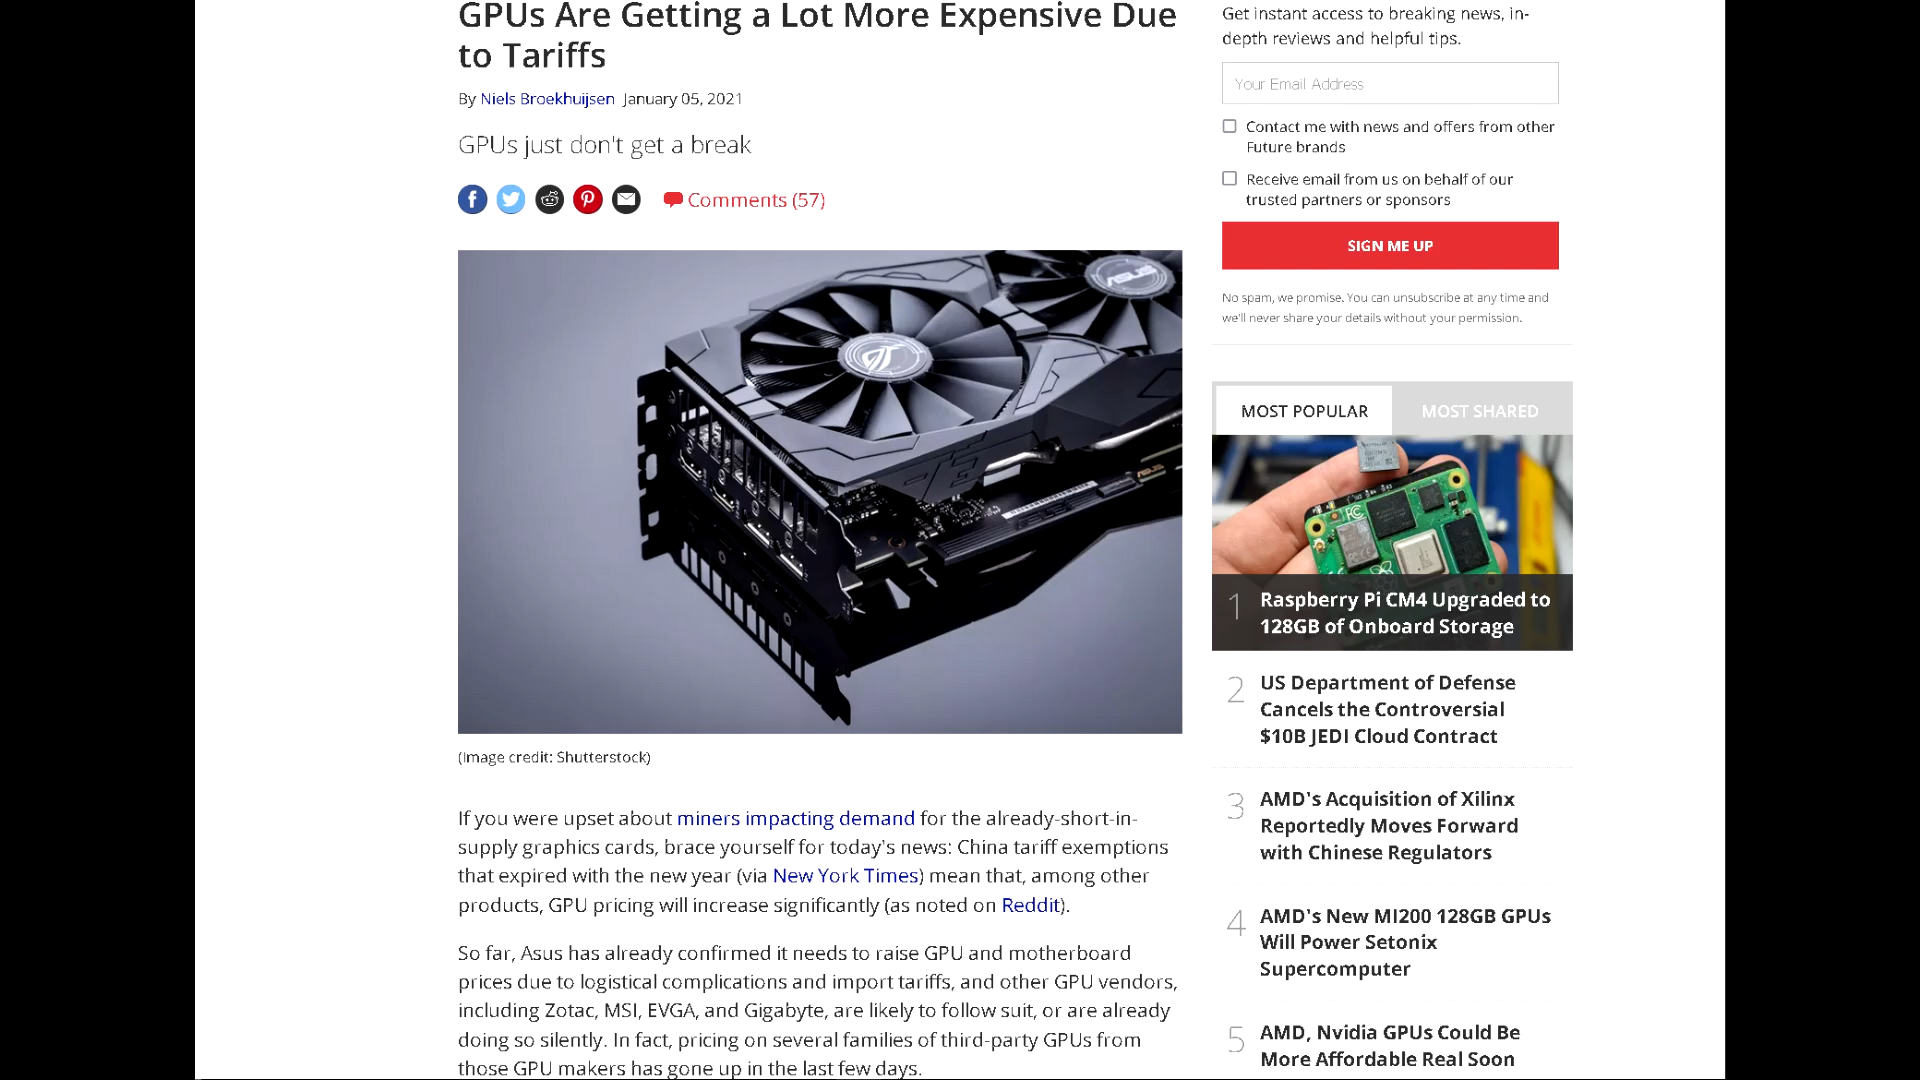 GPUs Are Getting a Lot More Expensive Due
to Tariffs
By Niels Broekhuijsen January 05, 2021
GPUs just don't get a break
Comments (57)
ASUS
ASUS
(Image credit: Shutterstock)
If you were upset about miners impacting demand for the already-short-in-
supply graphics cards, brace yourself for today's news: China tariff exemptions
that expired with the new year (via New York Times) mean that, among other
products, GPU pricing will increase significantly (as noted on Reddit).
So far, Asus has already confirmed it needs to raise GPU and motherboard
prices due to logistical complications and import tariffs, and other GPU vendors,
including Zotac, MSI, EVGA, and Gigabyte, are likely to follow suit, or are already
doing so silently. In fact, pricing on several families of third-party GPUs from
those GPU makers has gone up in the last few days.
Get instant access to breaking news, in-
depth reviews and helpful tips.
Your Email Address
Contact me with news and offers from other
Future brands
Receive email from us on behalf of our
trusted partners or sponsors
SIGN ME UP
No spam, we promise. You can unsubscribe at any time and
we'll never share your details without your permission.
MOST POPULAR
MOST SHARED
FC
1
Raspberry Pi CM4 Upgraded to
128GB of Onboard Storage
2
US Department of Defense
Cancels the Controversial
$10B JEDI Cloud Contract
3
AMD's Acquisition of Xilinx
Reportedly Moves Forward
with Chinese Regulators
4
AMD's New MI200 128GB GPUs
Will Power Setonix
Supercomputer
5
AMD, Nvidia GPUs Could Be
More Affordable Real Soon